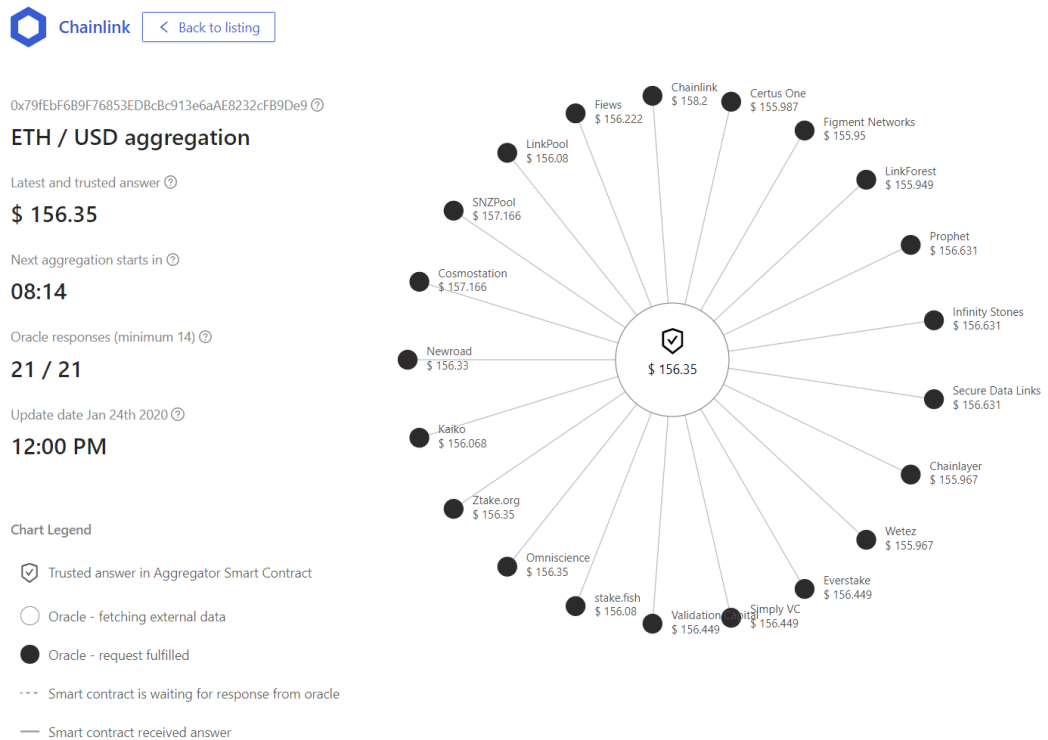 Chainlink
Back to listing
0x79fEbF6B9F76853EDBcBc913e6aAE8232cFB9De9
ETH / USD aggregation
Latest and trusted answer
$ 156.35
Next aggregation starts in
08:14
Oracle responses (minimum 14)
21 / 21
Update date Jan 24th 2020
12:00 PM
Chart Legend
Trusted answer in Aggregator Smart Contract
Oracle - fetching external data
Oracle - request fulfilled
Smart contract is waiting for response from oracle
Smart contract received answer
Chainlink
$ 158.2
Certus One
$ 155.987
Figment Networks
$ 155.95
LinkForest
$ 155.949
Prophet
$ 156.631
Infinity Stones
$ 156.631
Secure Data Links
$ 156.631
Chainlayer
$ 155.967
Wetez
$ 155.967
Everstake
$ 156.449
Simply VC
$ 156.449
Validation Capital
$ 156.449
stake.fish
$ 156.08
Omniscience
$ 156.35
Ztake.org
$ 156.35
Kaiko
$ 156.068
Newroad
$ 156.33
Cosmostation
$ 157.166
SNZPool
$ 157.166
LinkPool
$ 156.08
Fiews
$ 156.222
$ 156.35